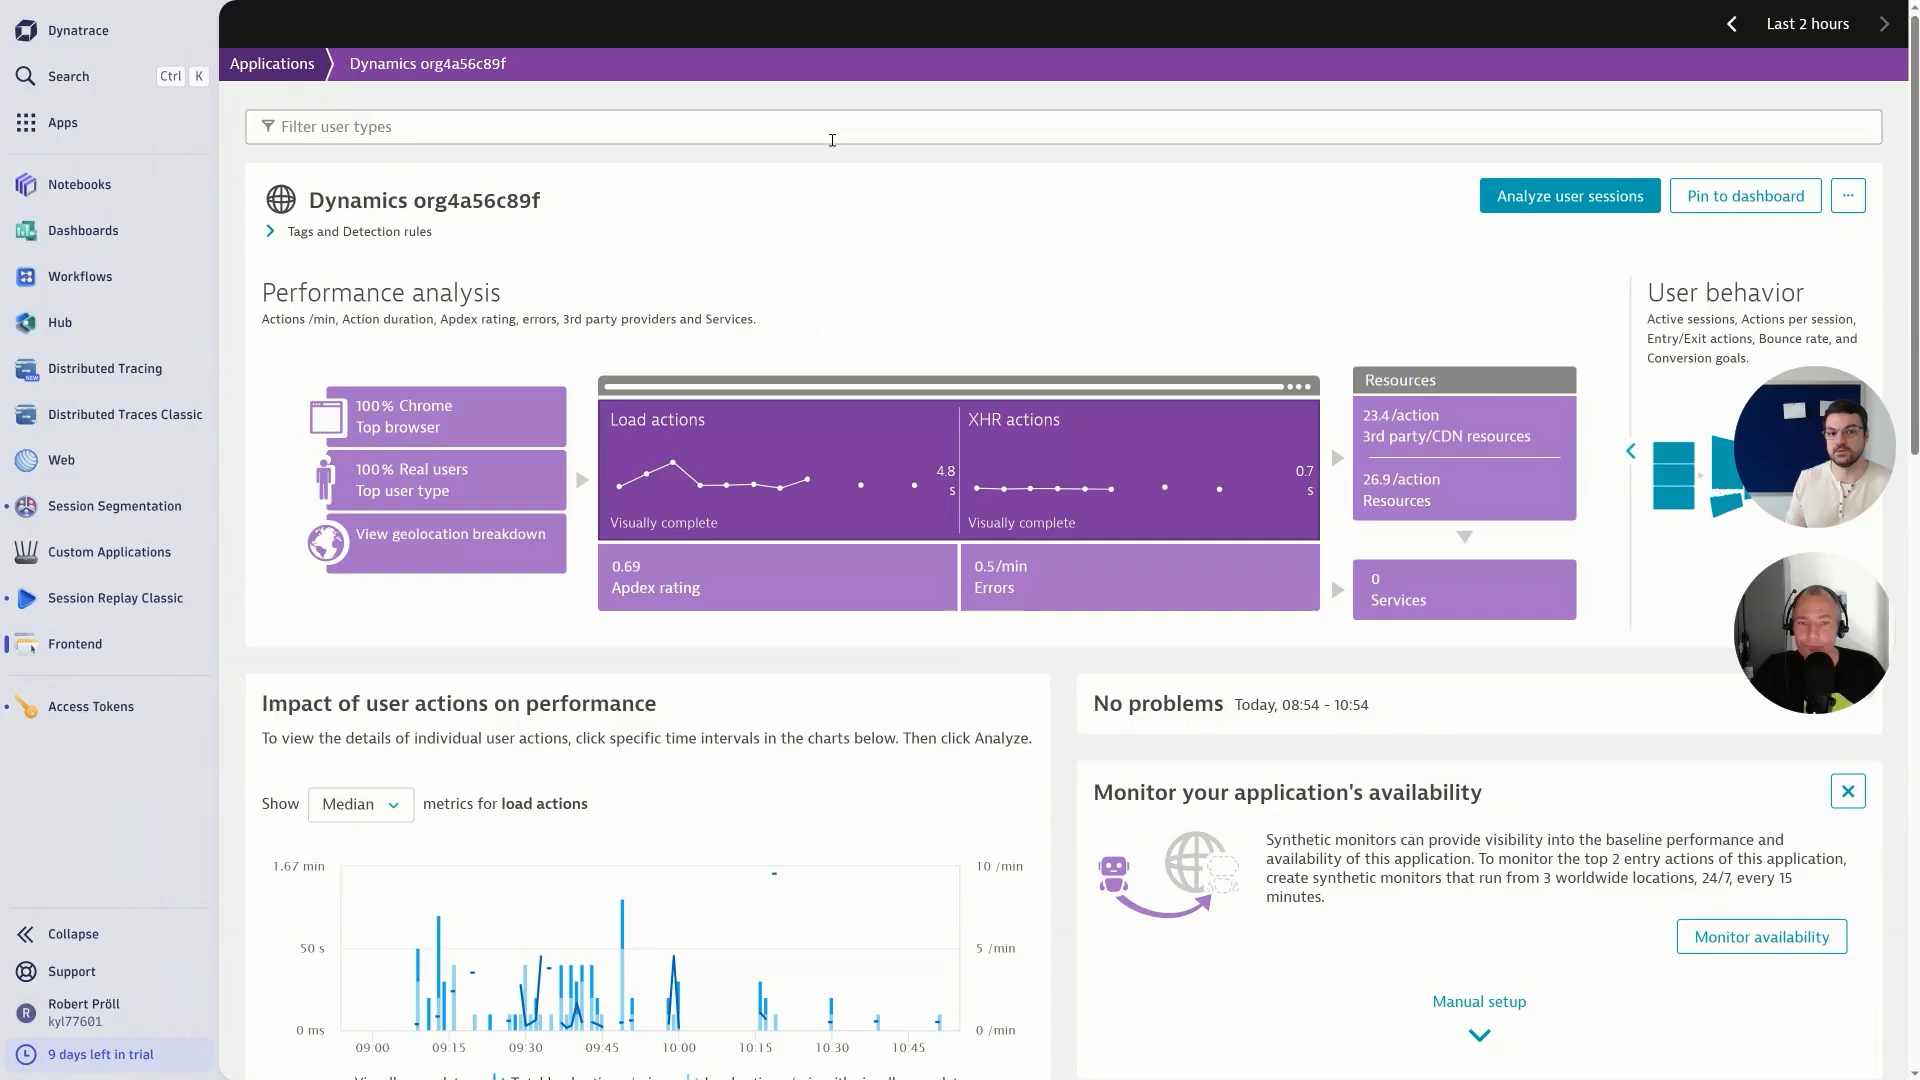 Dynatrace
Search Ctrl K
Apps
Notebooks
Dashboards
Workflows
Hub
Distributed Tracing
NEW
Distributed Traces Classic
Web
Session Segmentation
Custom Applications
Session Replay Classic
Frontend
Access Tokens
Collapse
Support
R
Robert Pröll
kyl77601
9 days left in trial
Last 2 hours
Applications
Dynamics org4a56c89f
Filter user types
Dynamics org4a56c89f
Tags and Detection rules
Analyze user sessions
Pin to dashboard
...
Performance analysis
Actions /min, Action duration, Apdex rating, errors, 3rd party providers and Services.
100% Chrome
Top browser
100% Real users
Top user type
View geolocation breakdown
Load actions
4.8
s
Visually complete
XHR actions
0.7
s
Visually complete
0.69
Apdex rating
0.5/min
Errors
Resources
23.4/action
3rd party/CDN resources
26.9/action
Resources
0
Services
User behavior
Active sessions, Actions per session,
Entry/Exit actions, Bounce rate, and
Conversion goals.
Impact of user actions on performance
To view the details of individual user actions, click specific time intervals in the charts below. Then click Analyze.
Show Median metrics for load actions
1.67 min
50 s
0 ms
10 /min
5 /min
0 /min
09:00 09:15 09:30 09:45 10:00 10:15 10:30 10:45
No problems Today, 08:54 - 10:54
Monitor your application's availability
Synthetic monitors can provide visibility into the baseline performance and
availability of this application. To monitor the top 2 entry actions of this application,
create synthetic monitors that run from 3 worldwide locations, 24/7, every 15
minutes.
Monitor availability
Manual setup